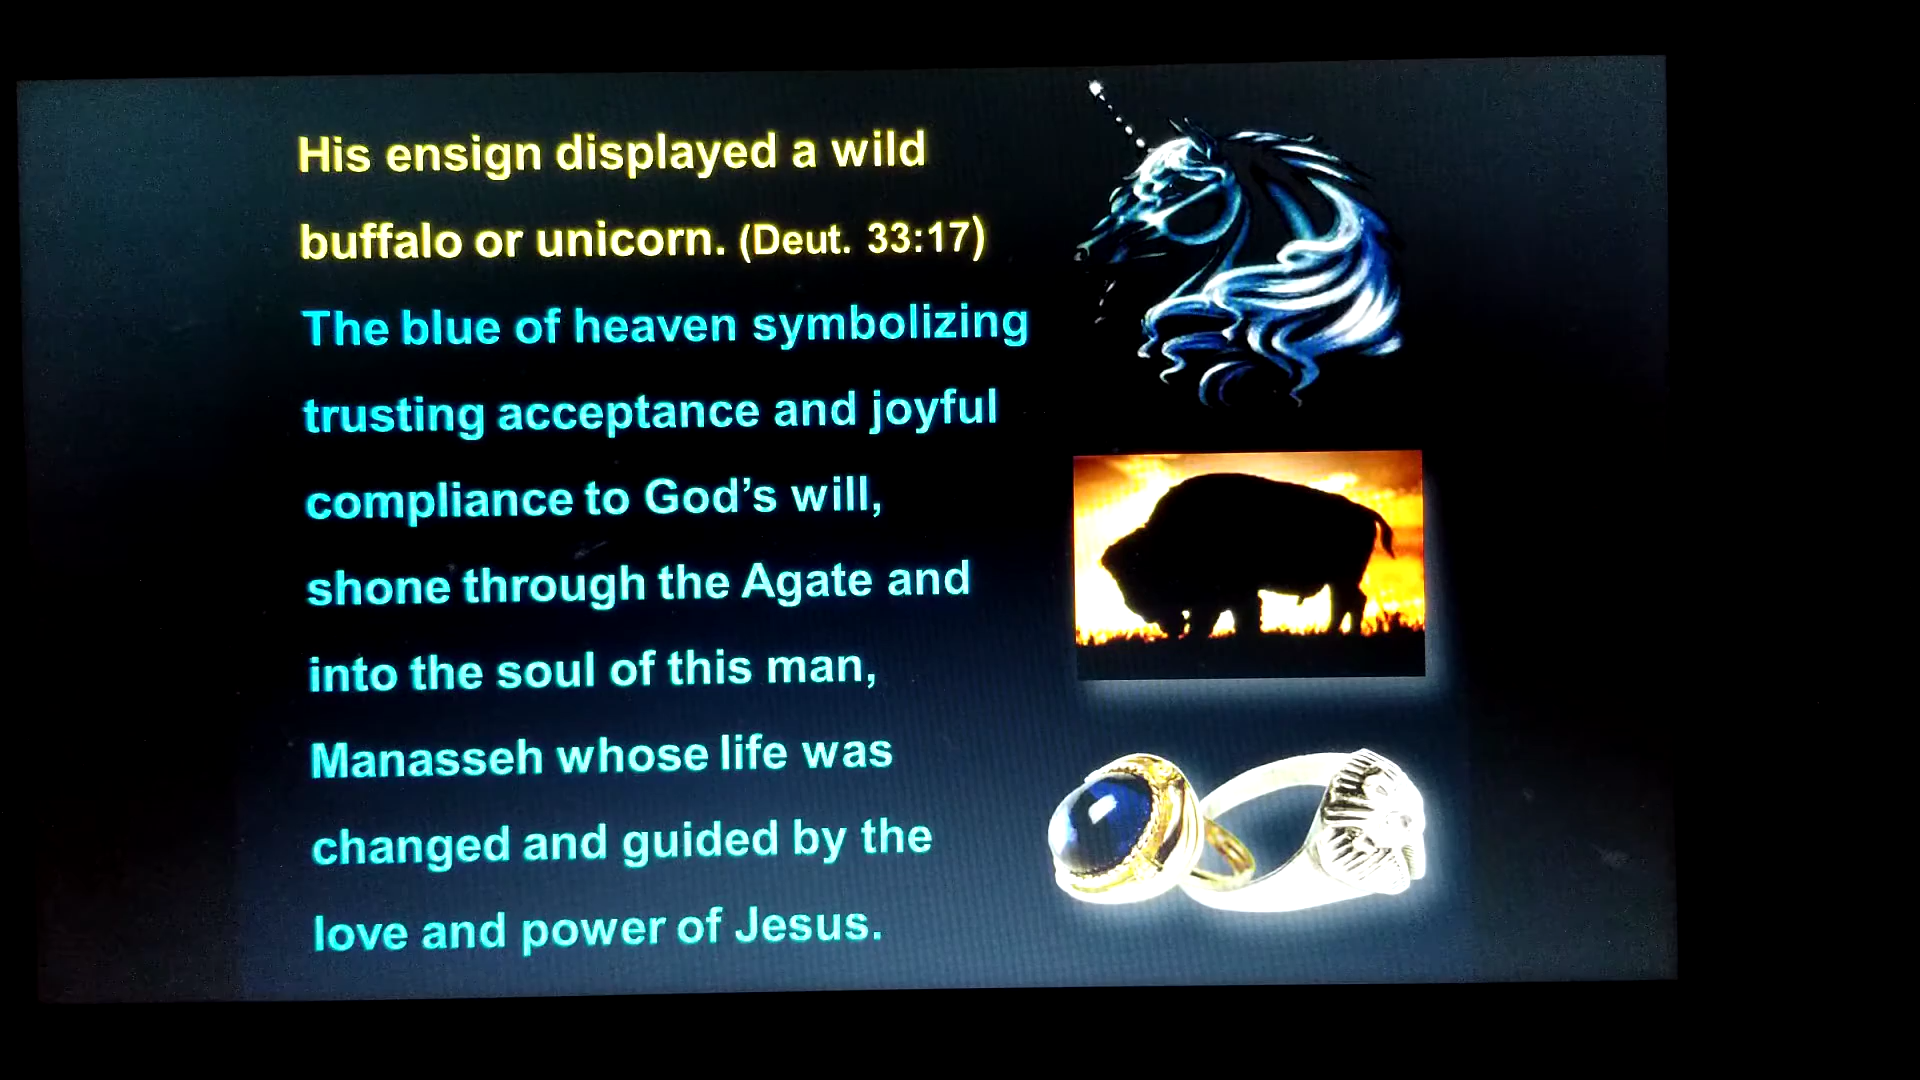 His ensign displayed a wild
buffalo or unicorn. (Deut. 33:17)
The blue of heaven symbolizing
trusting acceptance and joyful
compliance to God’s will,
shone through the Agate and
into the soul of this man,
Manasseh whose life was
changed and guided by the
love and power of Jesus.